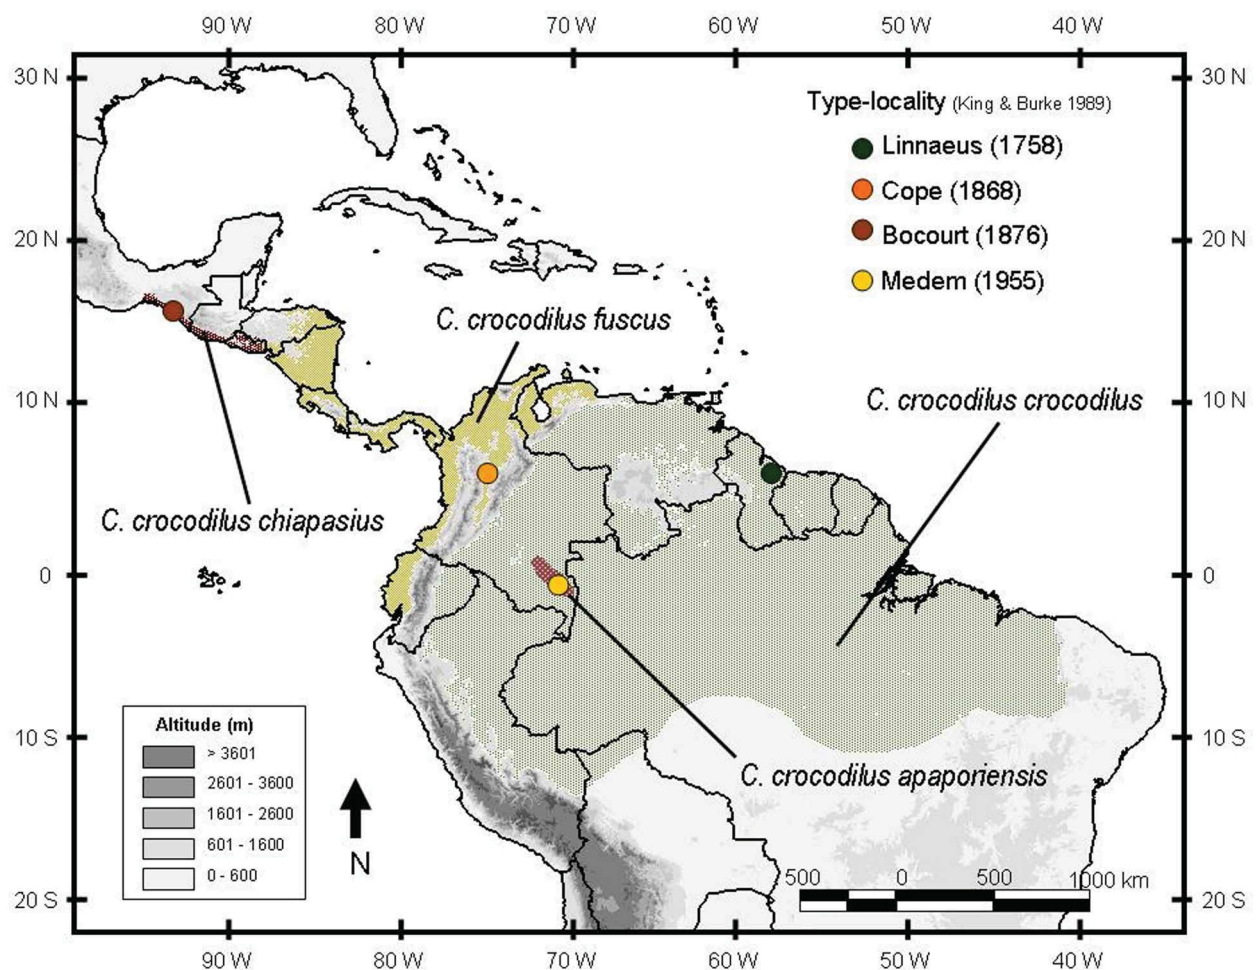 90 W 80 W 70 W 60 W 50 W 40 W
30 N 30 N
Type-locality (King & Burke 1989)
Linnaeus (1758)
Cope (1868)
Bocourt (1876)
Medem (1955)
20 N 20 N
C. crocodilus fuscus
C. crocodilus crocodilus
10 N 10 N
C. crocodilus chiapasius
0 0
10 S 10 S
C. crocodilus apaporiensis
Altitude (m)
> 3601
2601 - 3600
1601 - 2600
601 - 1600
0 - 600
N
500 0 500 1000 km
20 S 20 S
90 W 80 W 70 W 60 W 50 W 40 W